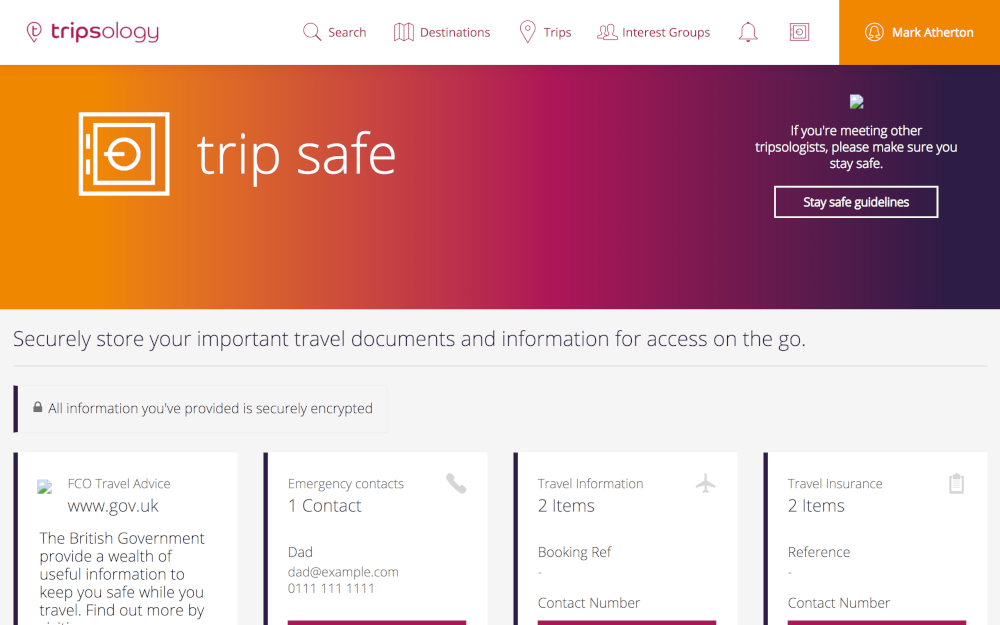 tripsology
Search
Destinations
Trips
Interest Groups
Mark Atherton
trip safe
If you're meeting other
tripsologists, please make sure you
stay safe.
Stay safe guidelines
Securely store your important travel documents and information for access on the go.
All information you've provided is securely encrypted
FCO Travel Advice
www.gov.uk
The British Government
provide a wealth of
useful information to
keep you safe while you
travel. Find out more by
Emergency contacts
1 Contact
Dad
dad@example.com
0111 111 1111
Travel Information
2 Items
Booking Ref
-
Contact Number
Travel Insurance
2 Items
Reference
-
Contact Number